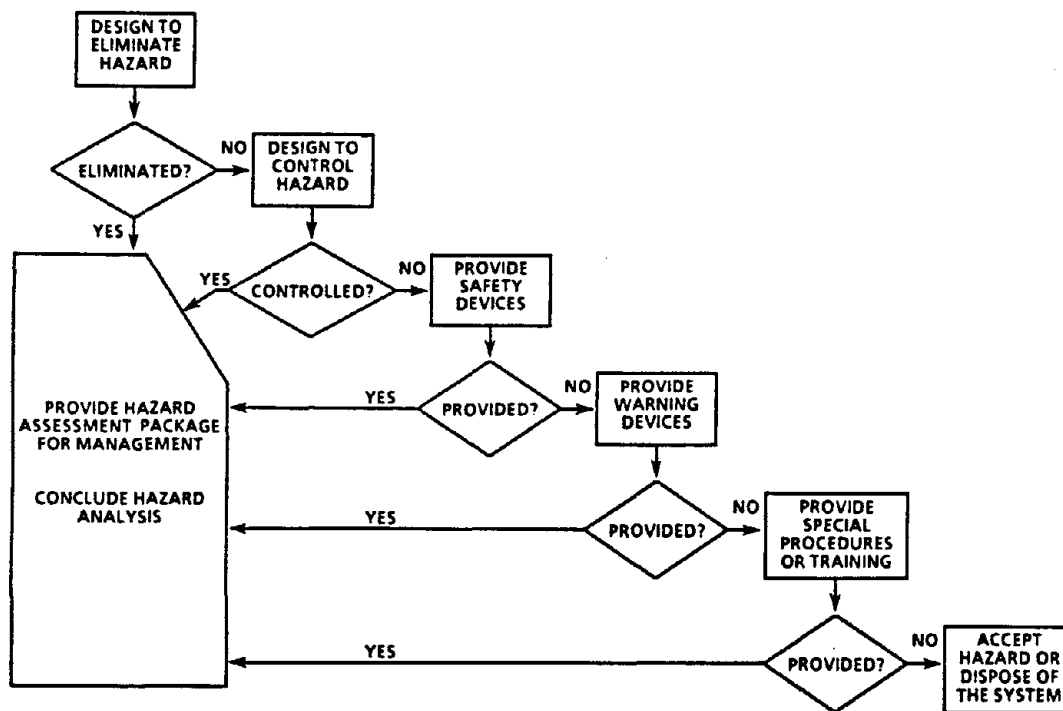 DESIGN TO
ELIMINATE
HAZARD
ELIMINATED?
NO
YES
DESIGN TO
CONTROL
HAZARD
CONTROLLED?
YES
NO
PROVIDE
SAFETY
DEVICES
PROVIDED?
YES
NO
PROVIDE
WARNING
DEVICES
PROVIDED?
YES
NO
PROVIDE
SPECIAL
PROCEDURES
OR TRAINING
PROVIDED?
YES
NO
ACCEPT
HAZARD OR
DISPOSE OF
THE SYSTEM
PROVIDE HAZARD
ASSESSMENT PACKAGE
FOR MANAGEMENT
CONCLUDE HAZARD
ANALYSIS